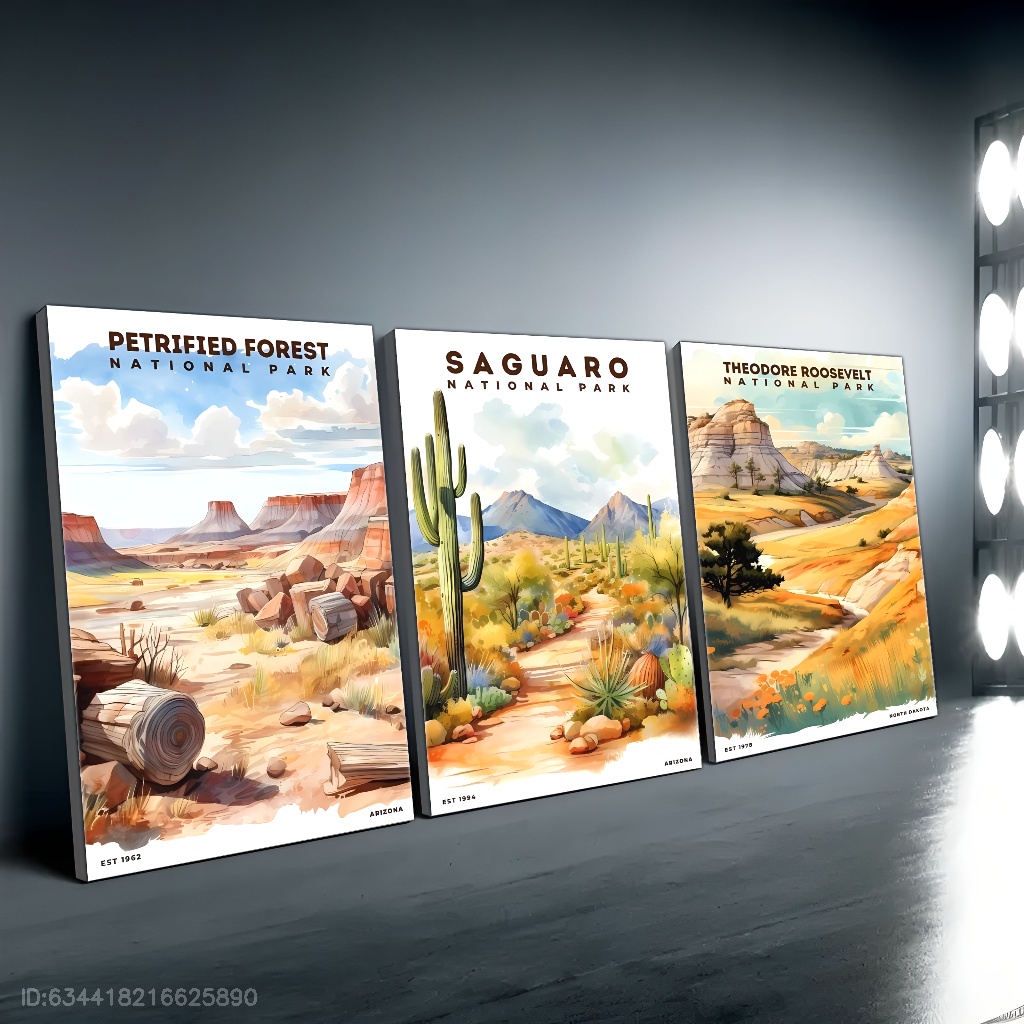 PETRIFIED FOREST
NATIONAL PARK
EST 1962
ARIZONA
SAGUARO
NATIONAL PARK
EST 1994
ARIZONA
THEODORE ROOSEVELT
NATIONAL PARK
EST 1978
NORTH DAKOTA
ID:634418216625890